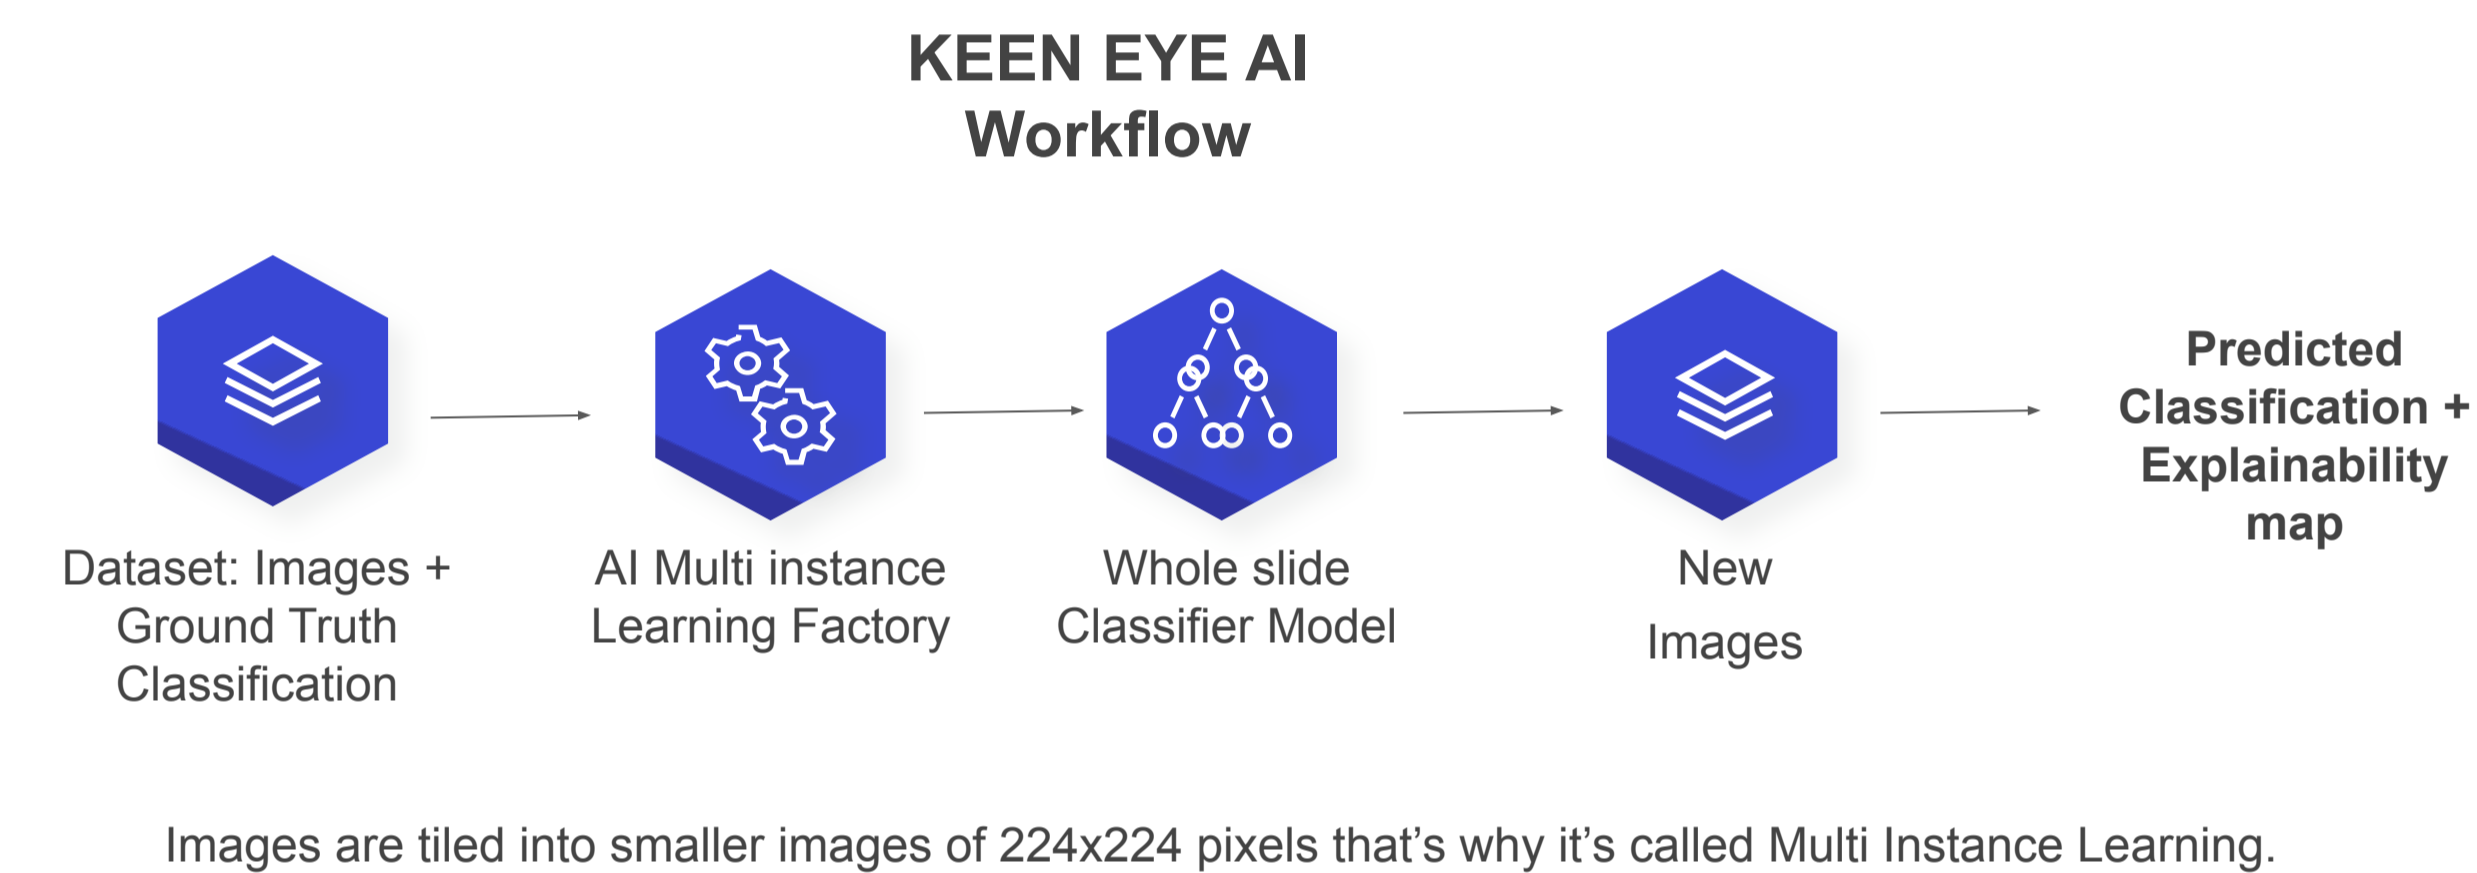 KEEN EYE AI
Workflow
Dataset: Images +
Ground Truth
Classification
AI Multi instance
Learning Factory
Whole slide
Classifier Model
New
Images
Predicted
Classification +
Explainability
map
Images are tiled into smaller images of 224x224 pixels that’s why it’s called Multi Instance Learning.